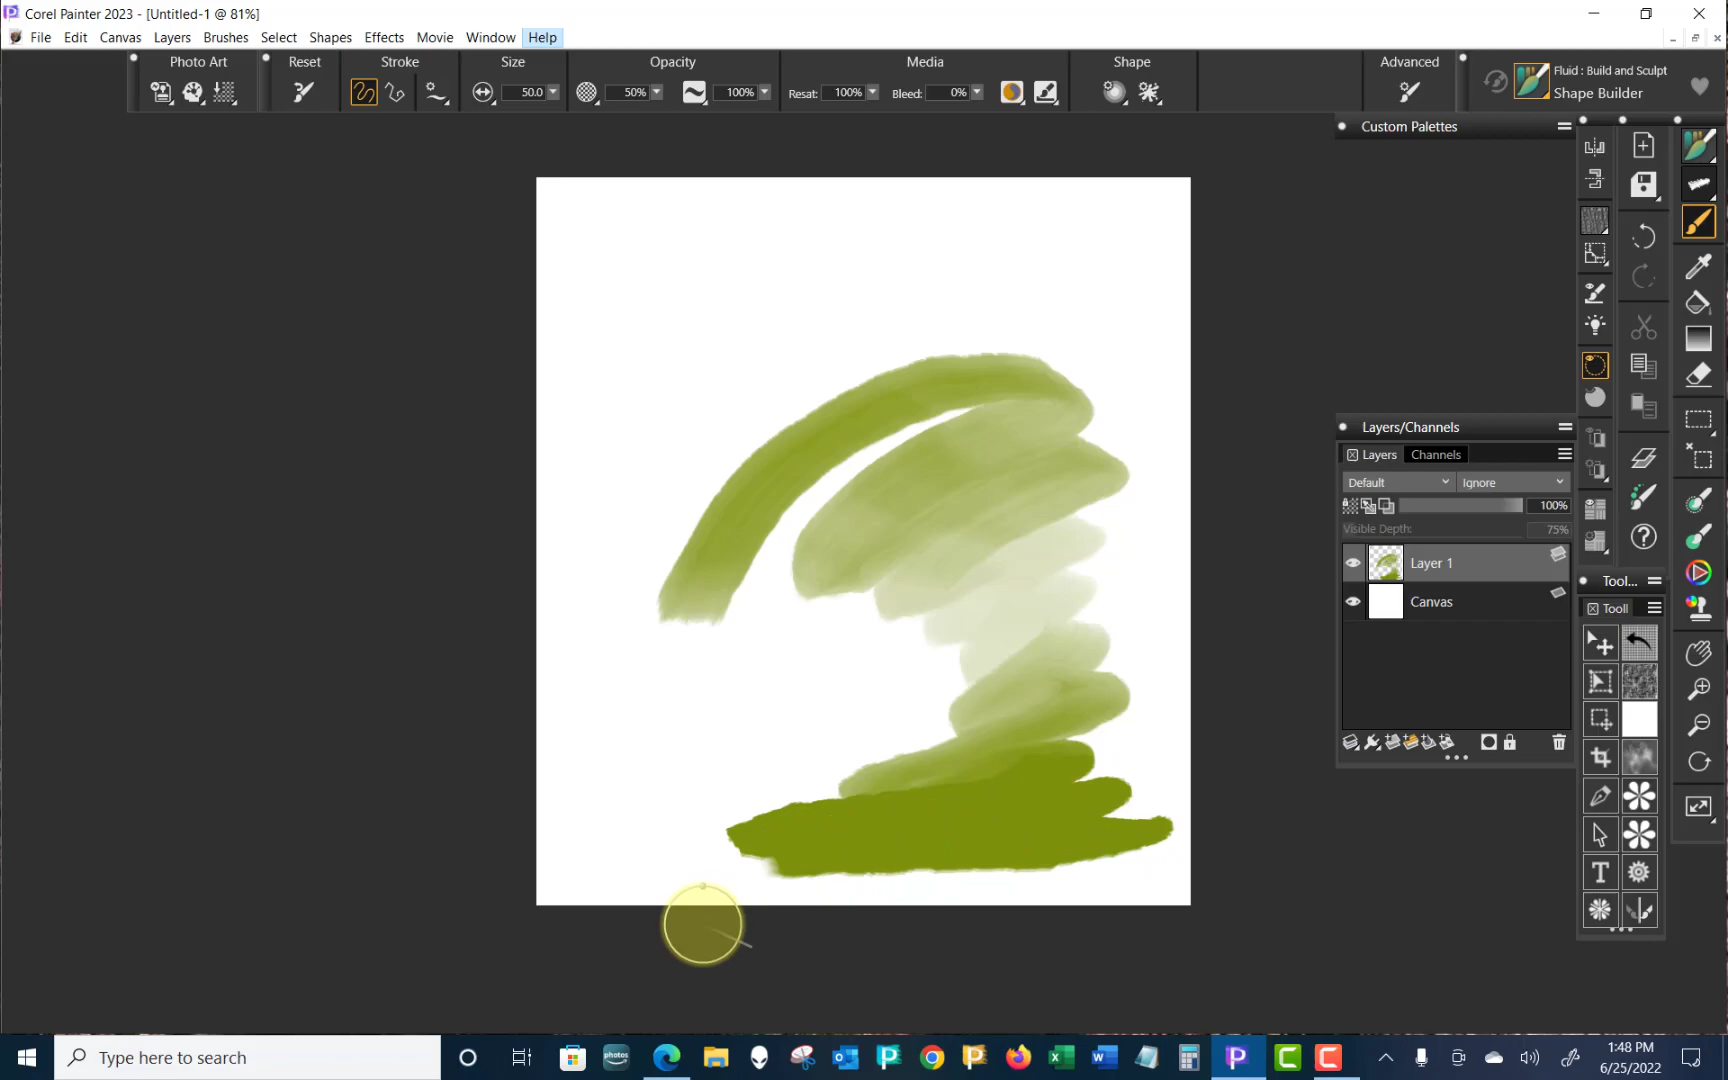 Corel Painter 2023 - [Untitled-1 @ 81%]
File Edit Canvas Layers Brushes Select Shapes Effects Movie Window Help
Photo Art Reset Stroke Size Opacity Media Shape Advanced
50.0 50% 100% Resat: 100% Bleed: 0%
Fluid : Build and Sculpt
Shape Builder
Custom Palettes
Layers/Channels
Layers Channels
Default Ignore
100%
Visible Depth: 75%
Layer 1
Canvas
Tool...
Tooll
Type here to search
photos
1:48 PM
6/25/2022